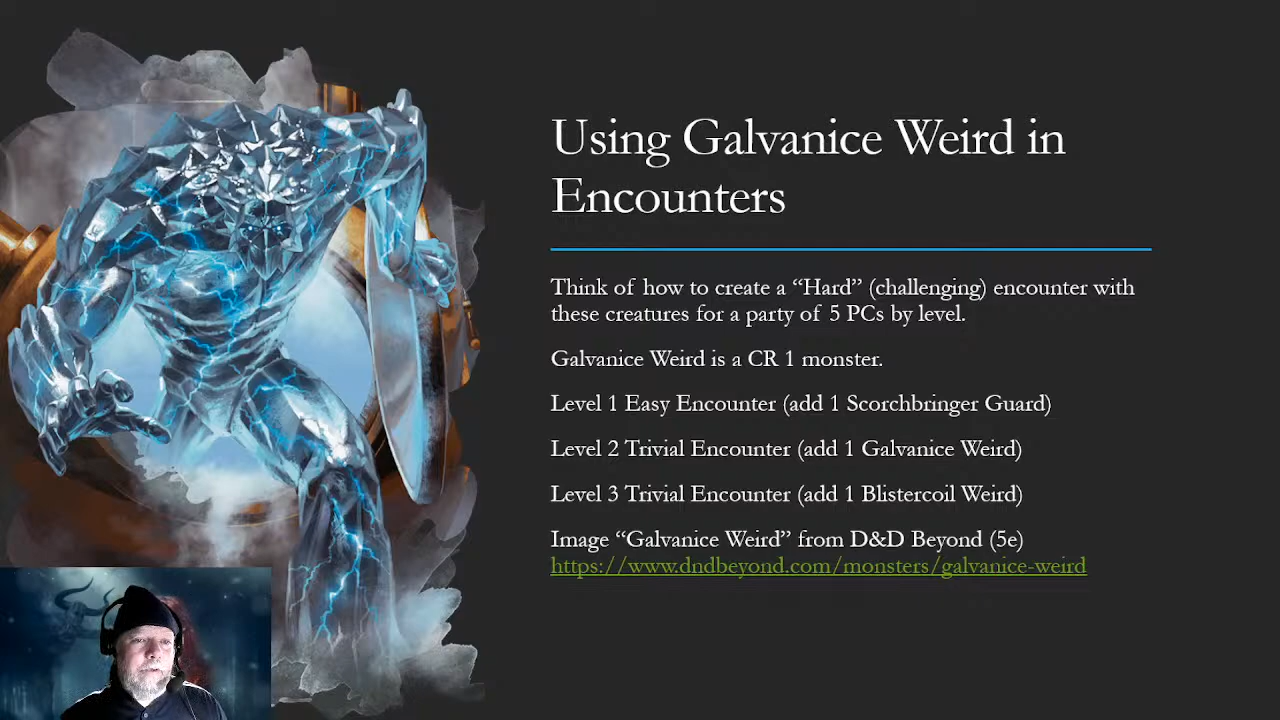 Using Galvanice Weird in
Encounters
Think of how to create a “Hard” (challenging) encounter with
these creatures for a party of 5 PCs by level.
Galvanice Weird is a CR 1 monster.
Level 1 Easy Encounter (add 1 Scorchbringer Guard)
Level 2 Trivial Encounter (add 1 Galvanice Weird)
Level 3 Trivial Encounter (add 1 Blistercoil Weird)
Image “Galvanice Weird” from D&D Beyond (5e)
https://www.dndbeyond.com/monsters/galvanice-weird